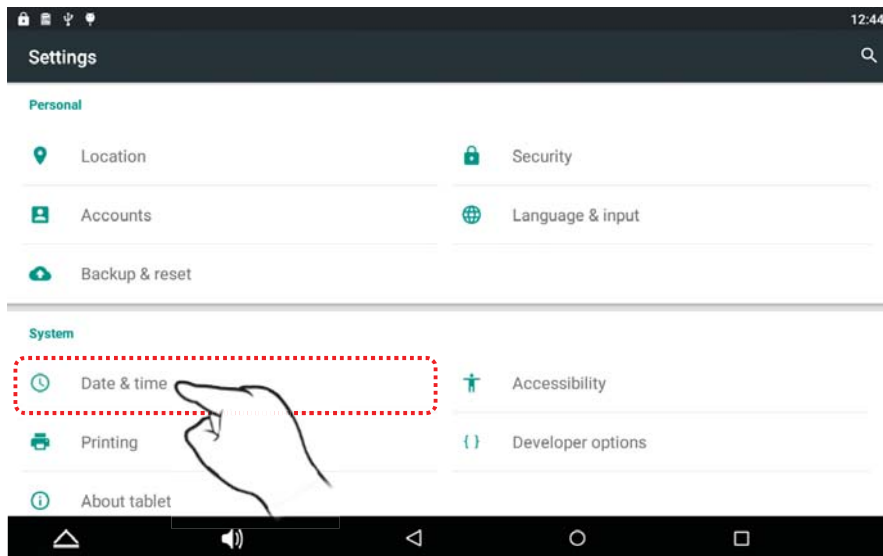 12:44
Settings
Personal
Location
Security
Accounts
Language & input
Backup & reset
System
Date & time
Accessibility
Printing
{ } Developer options
About tablet